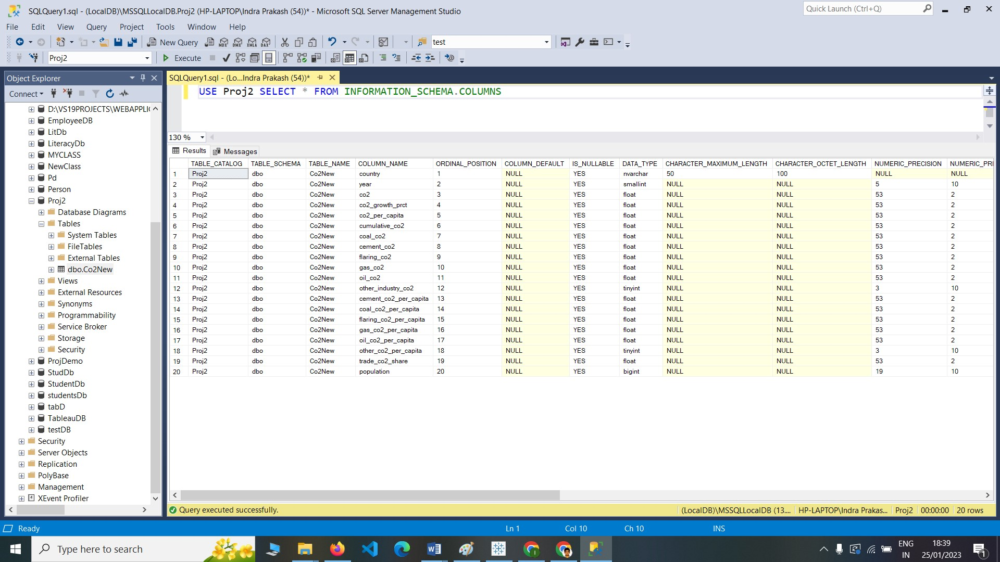 SQLQuery1.sql - (LocalDB)\MSSQLLocalDB.Proj2 (HP-LAPTOP\Indra Prakash (54))* - Microsoft SQL Server Management Studio
Quick Launch (Ctrl+Q)
File Edit View Query Project Tools Window Help
New Query MDX DMX XMLA DAX test
Proj2 Execute
Object Explorer
SQLQuery1.sql - (Lo...Indra Prakash (54))*
Connect
USE Proj2 SELECT * FROM INFORMATION_SCHEMA.COLUMNS
D:\VS19PROJECTS\WEBAPPLI
EmployeeDB
LitDb
LiteracyDb
MYCLASS
NewClass
Pd
Person
Proj2
Database Diagrams
Tables
System Tables
FileTables
External Tables
dbo.Co2New
Views
External Resources
Synonyms
Programmability
Service Broker
Storage
Security
ProjDemo
StudDb
StudentDb
studentsDb
tabD
TableauDB
testDB
Security
Server Objects
Replication
PolyBase
Management
XEvent Profiler
130 %
Results Messages
TABLE_CATALOG TABLE_SCHEMA TABLE_NAME COLUMN_NAME ORDINAL_POSITION COLUMN_DEFAULT IS_NULLABLE DATA_TYPE CHARACTER_MAXIMUM_LENGTH CHARACTER_OCTET_LENGTH NUMERIC_PRECISION NUMERIC_PRI
1 Proj2 dbo Co2New country 1 NULL YES nvarchar 50 100 NULL NULL
2 Proj2 dbo Co2New year 2 NULL YES smallint NULL NULL 5 10
3 Proj2 dbo Co2New co2 3 NULL YES float NULL NULL 53 2
4 Proj2 dbo Co2New co2_growth_prct 4 NULL YES float NULL NULL 53 2
5 Proj2 dbo Co2New co2_per_capita 5 NULL YES float NULL NULL 53 2
6 Proj2 dbo Co2New cumulative_co2 6 NULL YES float NULL NULL 53 2
7 Proj2 dbo Co2New coal_co2 7 NULL YES float NULL NULL 53 2
8 Proj2 dbo Co2New cement_co2 8 NULL YES float NULL NULL 53 2
9 Proj2 dbo Co2New flaring_co2 9 NULL YES float NULL NULL 53 2
10 Proj2 dbo Co2New gas_co2 10 NULL YES float NULL NULL 53 2
11 Proj2 dbo Co2New oil_co2 11 NULL YES float NULL NULL 53 2
12 Proj2 dbo Co2New other_industry_co2 12 NULL YES tinyint NULL NULL 3 10
13 Proj2 dbo Co2New cement_co2_per_capita 13 NULL YES float NULL NULL 53 2
14 Proj2 dbo Co2New coal_co2_per_capita 14 NULL YES float NULL NULL 53 2
15 Proj2 dbo Co2New flaring_co2_per_capita 15 NULL YES float NULL NULL 53 2
16 Proj2 dbo Co2New gas_co2_per_capita 16 NULL YES float NULL NULL 53 2
17 Proj2 dbo Co2New oil_co2_per_capita 17 NULL YES float NULL NULL 53 2
18 Proj2 dbo Co2New other_co2_per_capita 18 NULL YES tinyint NULL NULL 3 10
19 Proj2 dbo Co2New trade_co2_share 19 NULL YES float NULL NULL 53 2
20 Proj2 dbo Co2New population 20 NULL YES bigint NULL NULL 19 10
Query executed successfully. (LocalDB)\MSSQLLocalDB (13.... HP-LAPTOP\Indra Prakas... Proj2 00:00:00 20 rows
Ready Ln 1 Col 10 Ch 10 INS
Type here to search
ENG
IN
18:39
25/01/2023
1